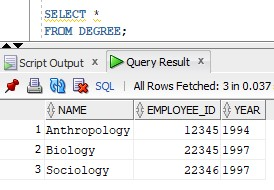 SELECT *
FROM DEGREE;
Script Output × Query Result ×
SQL | All Rows Fetched: 3 in 0.037
NAME EMPLOYEE_ID YEAR
1 Anthropology 12345 1994
2 Biology 22345 1997
3 Sociology 22346 1997